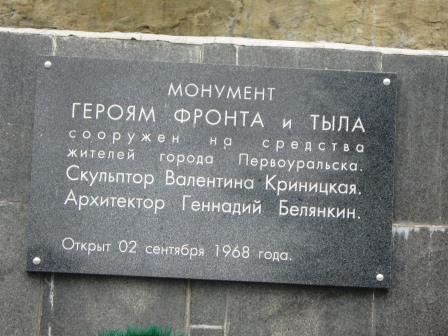 МОНУМЕНТ
ГЕРОЯМ ФРОНТА и ТЫЛА
сооружен на средства
жителей города Первоуральска.
Скульптор Валентина Криницкая.
Архитектор Геннадий Белянкин.
Открыт 02 сентября 1968 года.